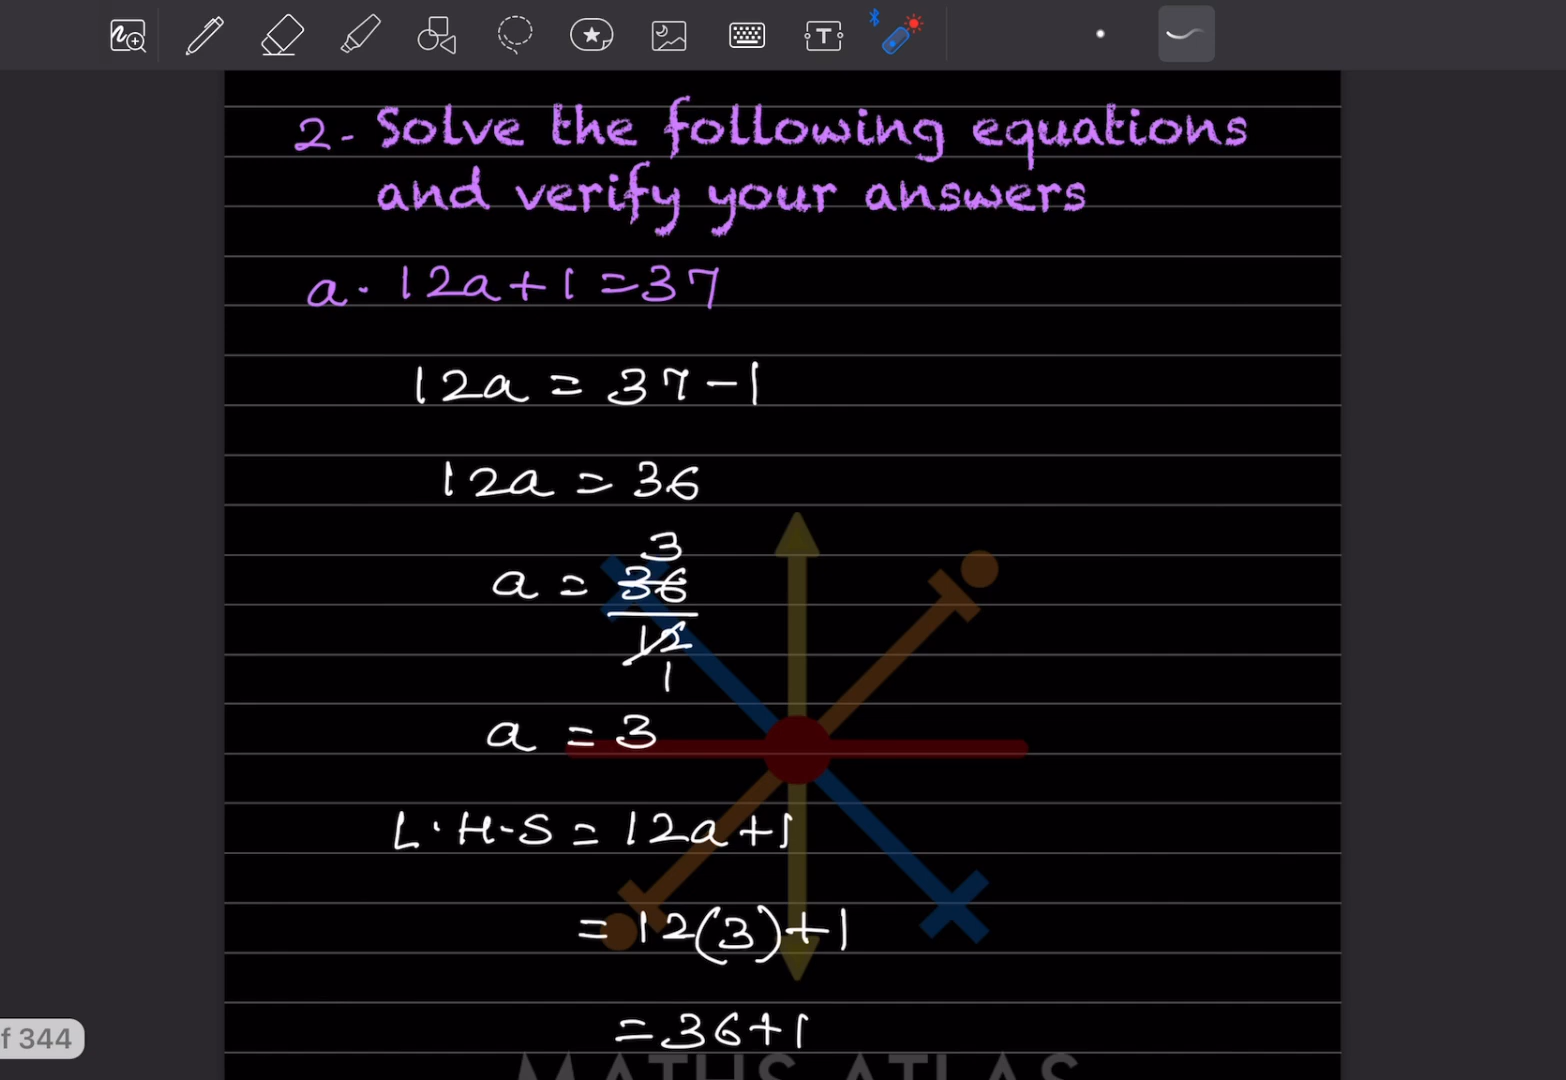 2- Solve the following equations
and verify your answers
a. 12a+1=37
12a = 37-1
12a = 36
3
a = 36
12
1
a = 3
L.H.S = 12a+1
= 12(3)+1
= 36+1
f 344
MATHS ATLAS